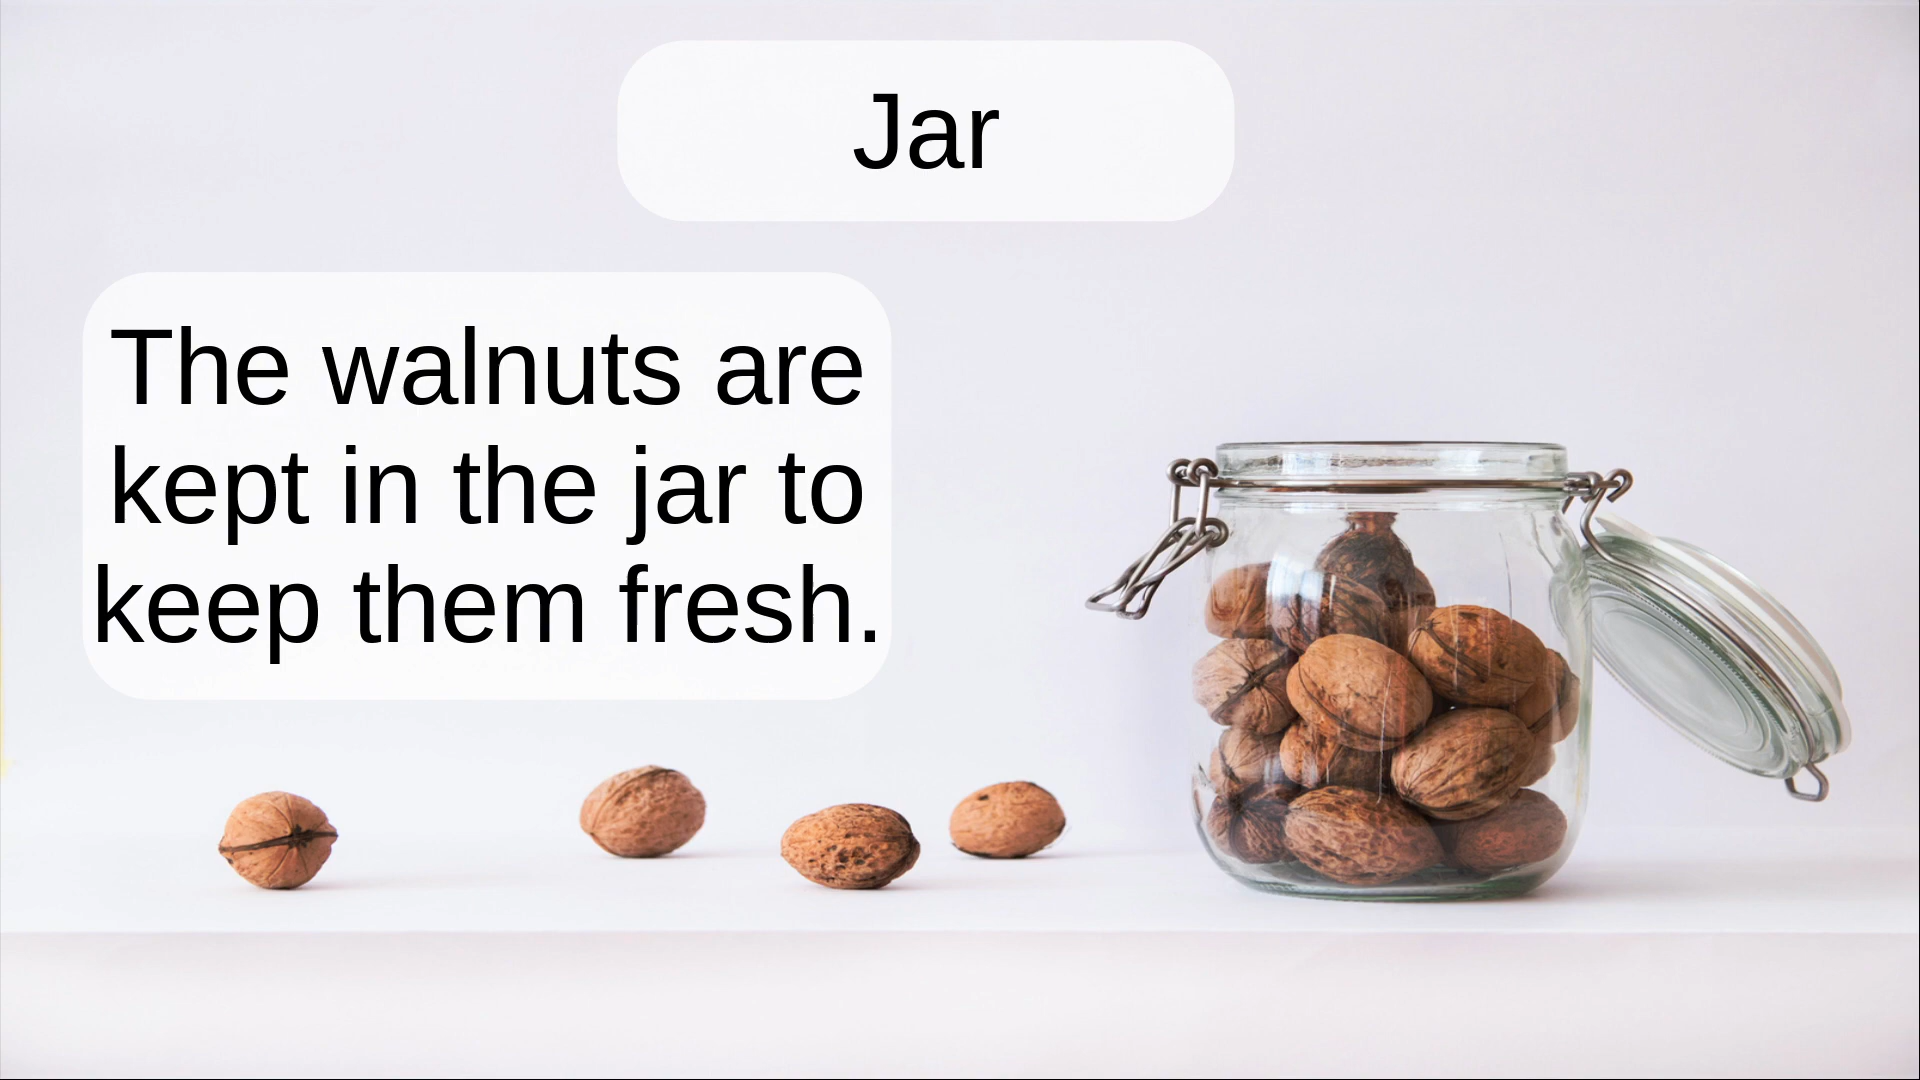 Jar
The walnuts are
kept in the jar to
keep them fresh.